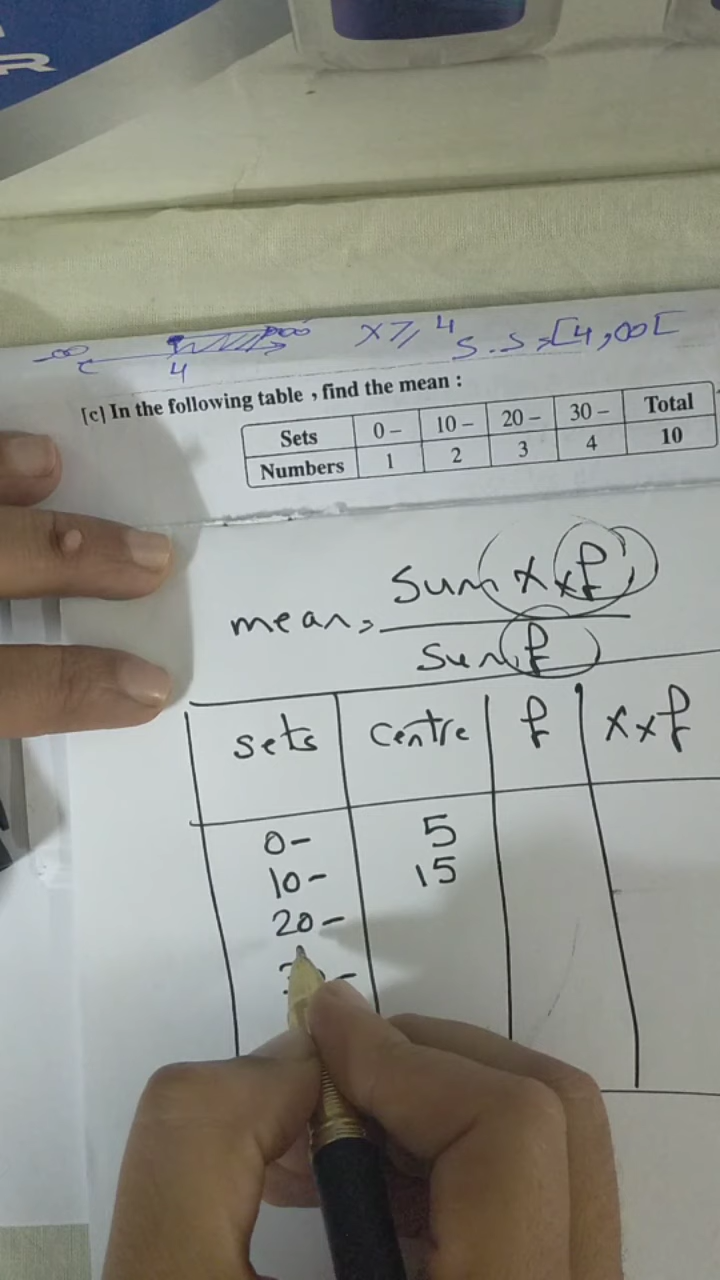 R
-∞ 4 ∞ x ≥ 4 S.S = [4, ∞[
[c] In the following table , find the mean :
Sets 0 – 10 – 20 – 30 – Total
Numbers 1 2 3 4 10
mean = sum (x × f) / sum f
sets centre f x × f
0- 5
10- 15
20-